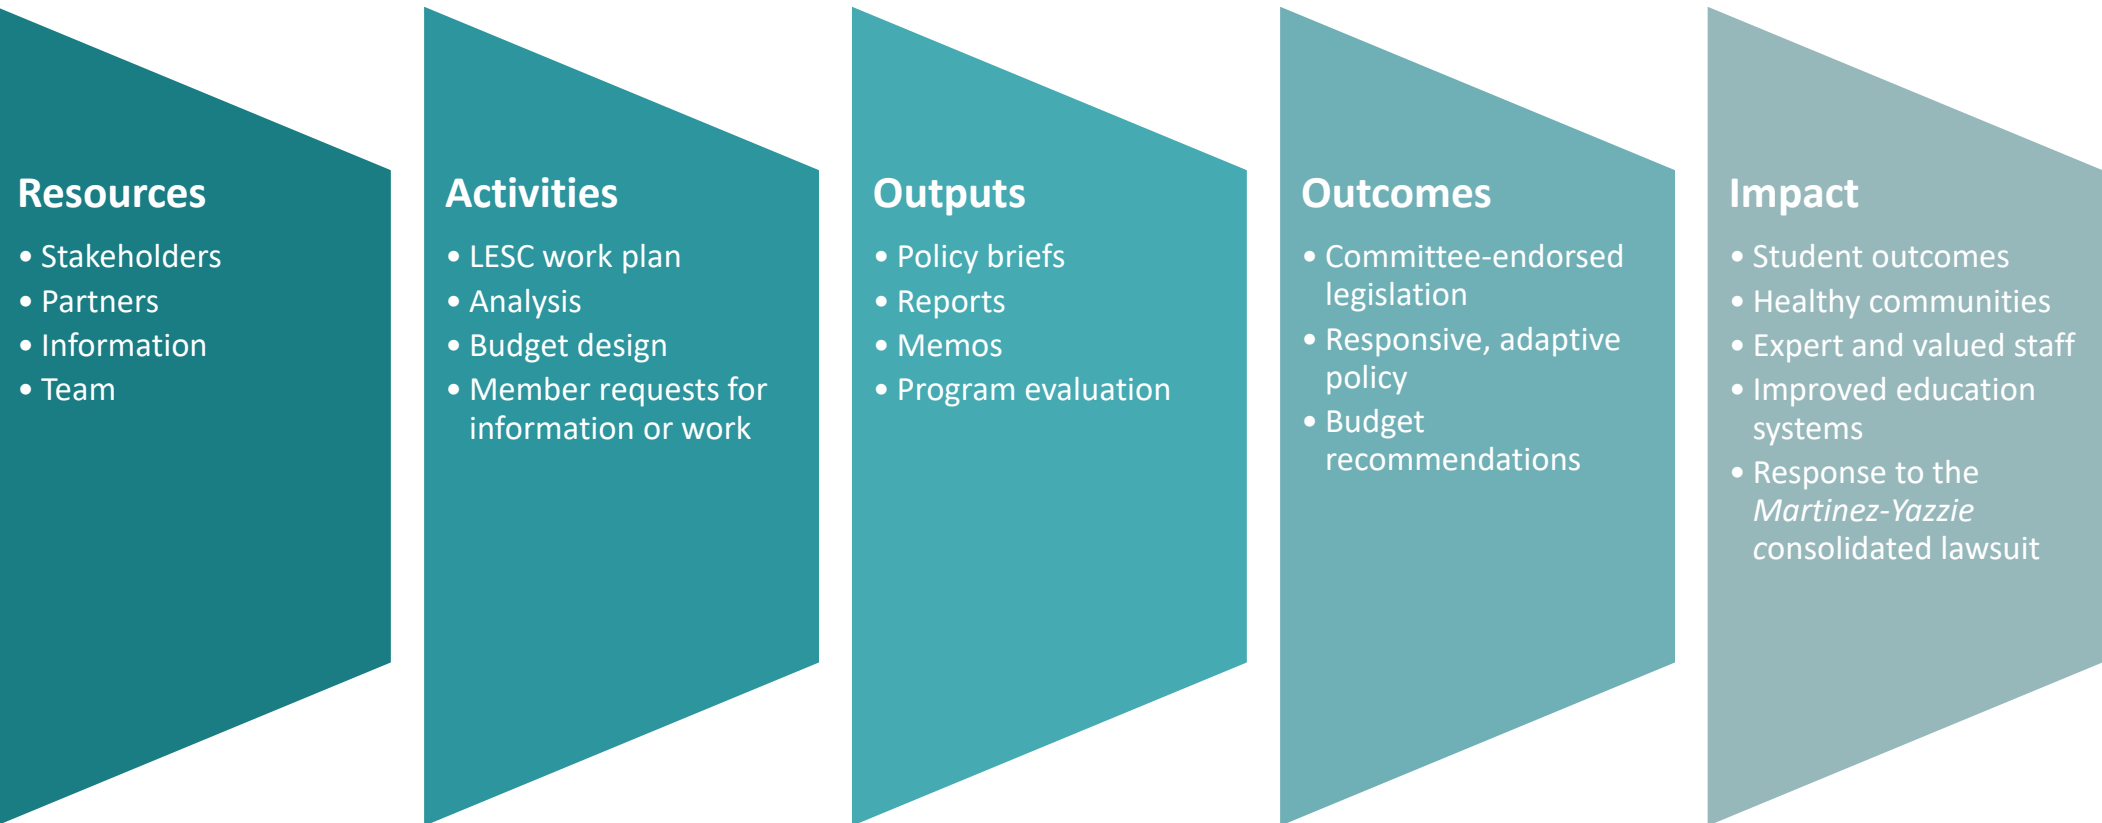 Resources
• Stakeholders
• Partners
• Information
• Team
Activities
• LESC work plan
• Analysis
• Budget design
• Member requests for
information or work
Outputs
• Policy briefs
• Reports
• Memos
• Program evaluation
Outcomes
• Committee-endorsed
legislation
• Responsive, adaptive
policy
• Budget
recommendations
Impact
• Student outcomes
• Healthy communities
• Expert and valued staff
• Improved education
systems
• Response to the
Martinez-Yazzie
consolidated lawsuit